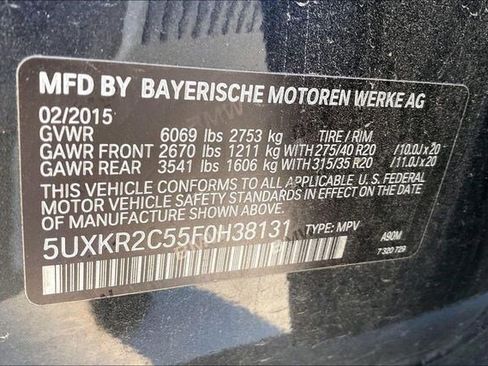 MFD BY BAYERISCHE MOTOREN WERKE AG
02/2015
GVWR 6069 lbs 2753 kg TIRE / RIM
GAWR FRONT 2670 lbs 1211 kg WITH 275/40 R20 / 10.0J x 20
GAWR REAR 3541 lbs 1606 kg WITH 315/35 R20 / 11.0J x 20
THIS VEHICLE CONFORMS TO ALL APPLICABLE FEDERAL
MOTOR VEHICLE SAFETY STANDARDS IN EFFECT ON THE DATE
OF MANUFACTURE SHOWN ABOVE.
5UXKR2C55F0H38131 TYPE: MPV A90M
7 320 729